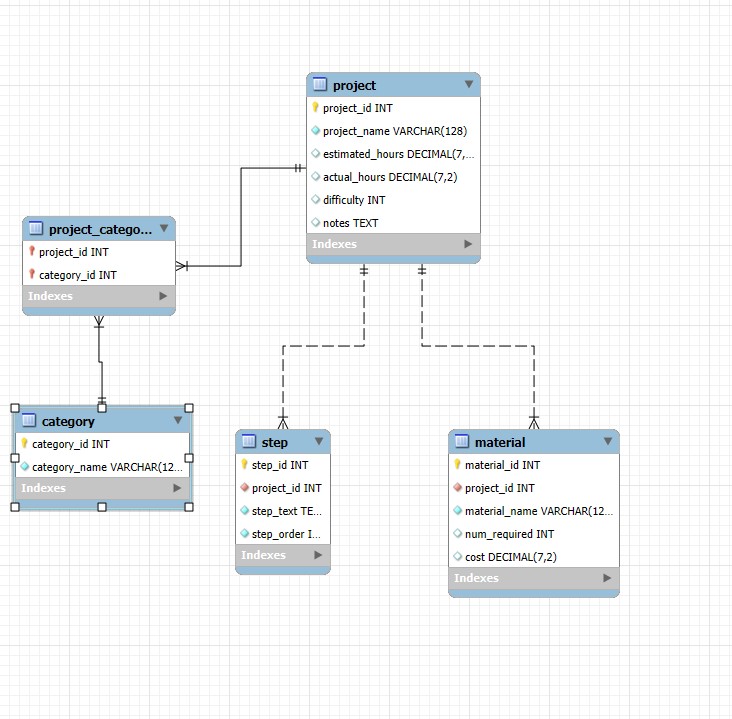 project
project_id INT
project_name VARCHAR(128)
estimated_hours DECIMAL(7,...
actual_hours DECIMAL(7,2)
difficulty INT
notes TEXT
Indexes
project_catego...
project_id INT
category_id INT
Indexes
category
category_id INT
category_name VARCHAR(12...
Indexes
step
step_id INT
project_id INT
step_text TE...
step_order I...
Indexes
material
material_id INT
project_id INT
material_name VARCHAR(12...
num_required INT
cost DECIMAL(7,2)
Indexes